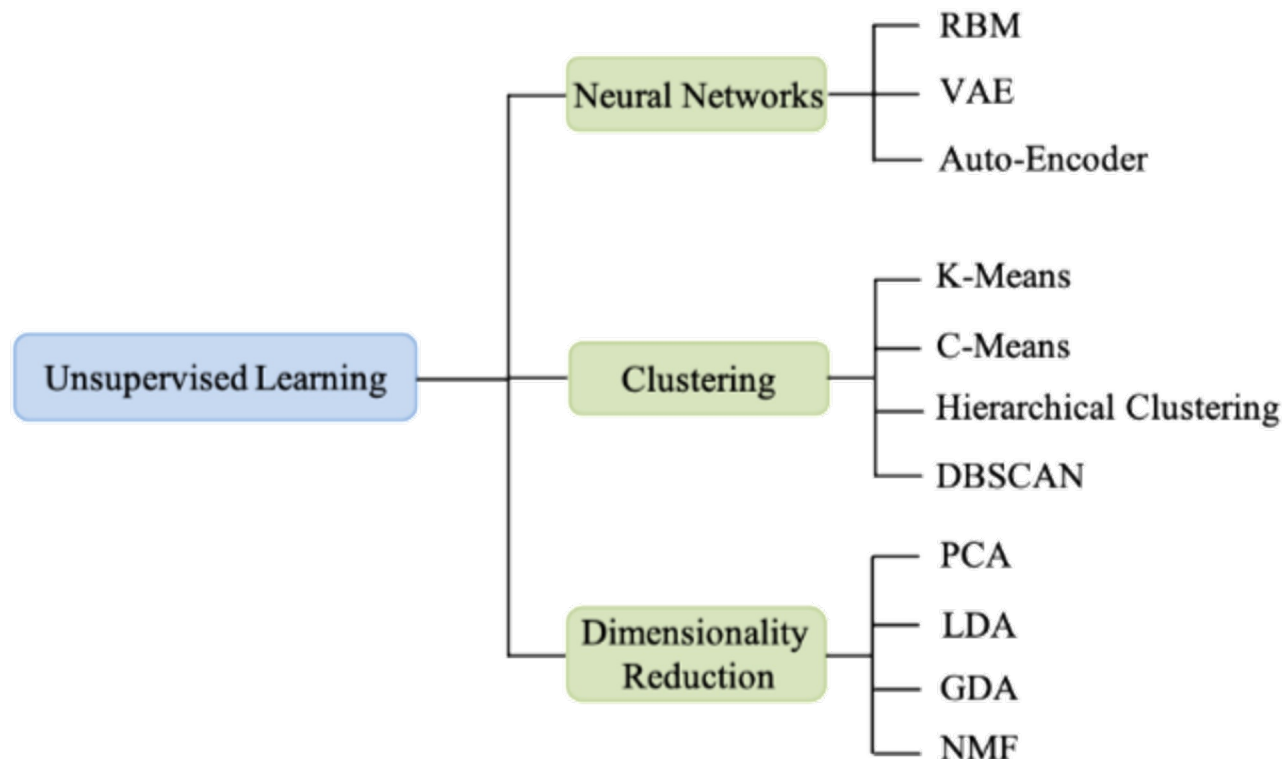 Unsupervised Learning
Neural Networks
RBM
VAE
Auto-Encoder
Clustering
K-Means
C-Means
Hierarchical Clustering
DBSCAN
Dimensionality
Reduction
PCA
LDA
GDA
NMF